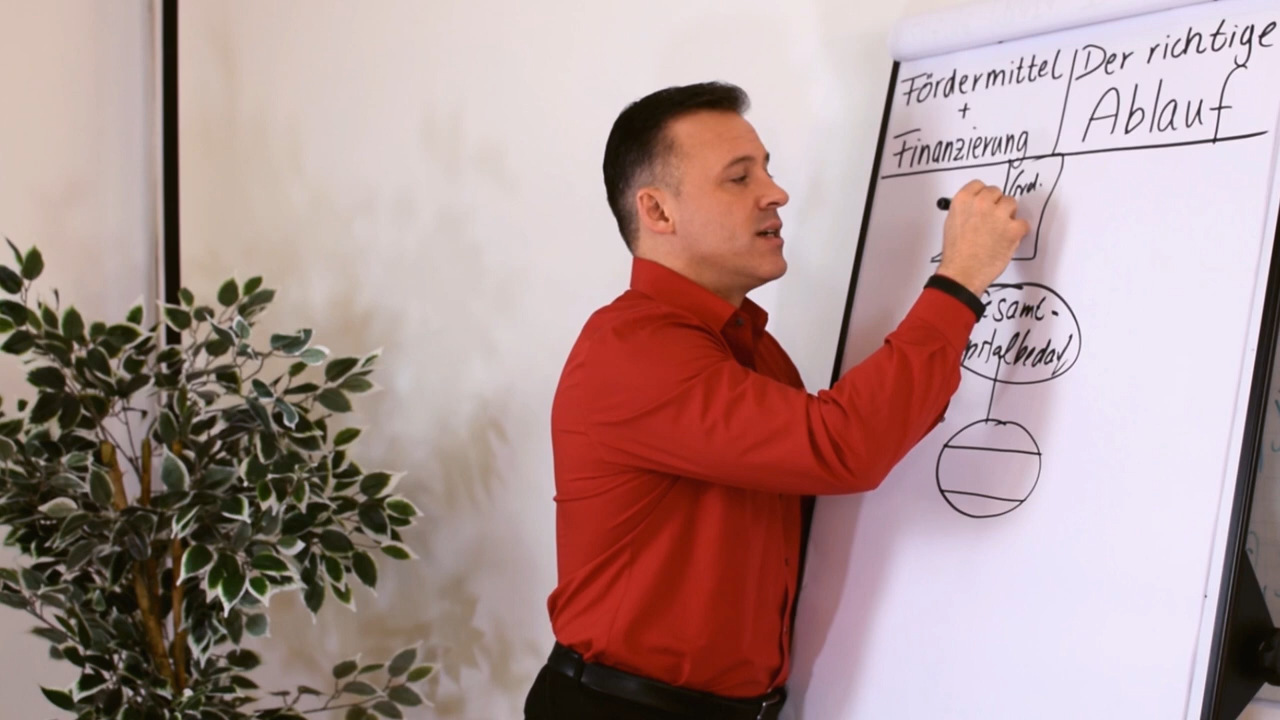 Fördermittel
+
Finanzierung
Der richtige
Ablauf